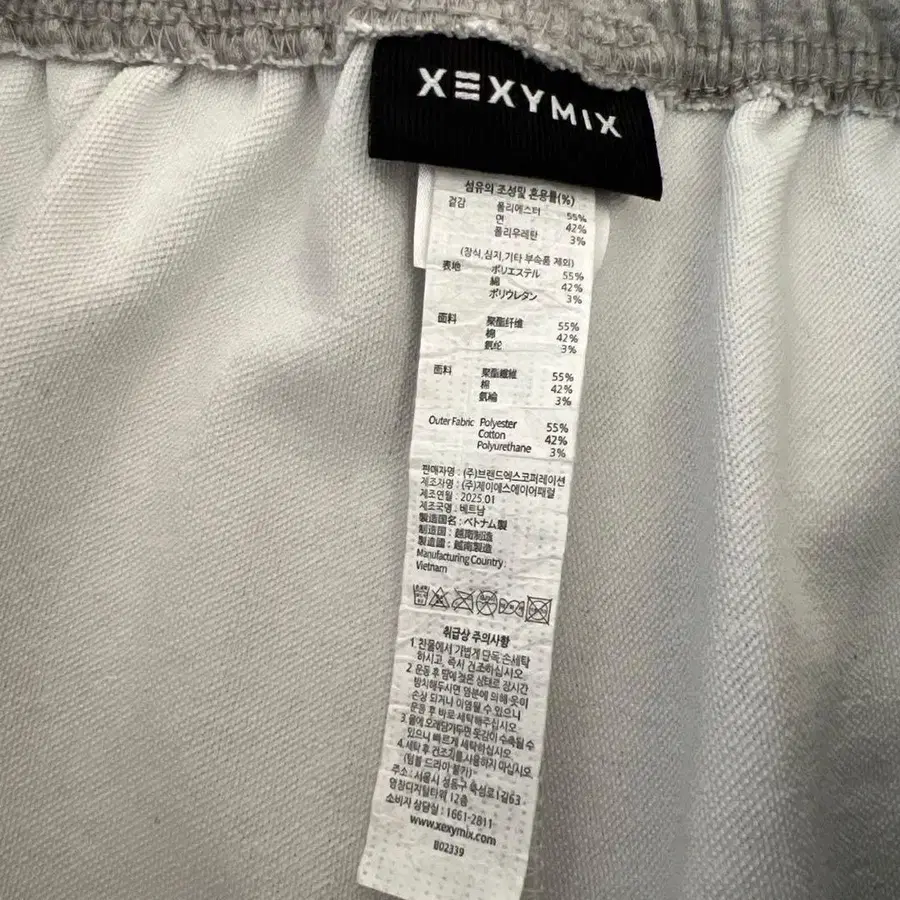 XEXYMIX
섬유의 조성및 혼용률(%)
겉감 폴리에스터 55%
면 42%
폴리우레탄 3%
(장식,심지,기타 부속품 제외)
表地 ポリエステル 55%
綿 42%
ポリウレタン 3%
面料 聚酯纤维 55%
棉 42%
氨纶 3%
面料 聚酯纖維 55%
棉 42%
氨綸 3%
Outer Fabric Polyester 55%
Cotton 42%
Polyurethane 3%
판매자명 : (주)브랜드엑스코퍼레이션
제조자명 : (주)제이에스에이어패럴
제조연월 : 2025.01
제조국명 : 베트남
製造国名 : ベトナム製
制造国 : 越南制造
製造國 : 越南製造
Manufacturing Country :
Vietnam
취급상 주의사항
1.찬물에서 가볍게 단독 손세탁
하시고, 즉시 건조하십시오
2. 운동 후 땀에 젖은 상태로 장시간
방치해두시면 염분에 의해 옷이
손상 되거나 이염될 수 있으니
운동 후 바로 세탁해주십시오
3.물에 오래담가두면 옷감이 수축될 수
있으니 빠르게 세탁하십시오
4.세탁 후 건조기를 사용하지 마십시오
(텀블 드라이 불가)
주소 : 서울시 성동구 뚝섬로1길63
영창디지털타워 12층
소비자 상담실 : 1661-2811
www.xexymix.com
B02339